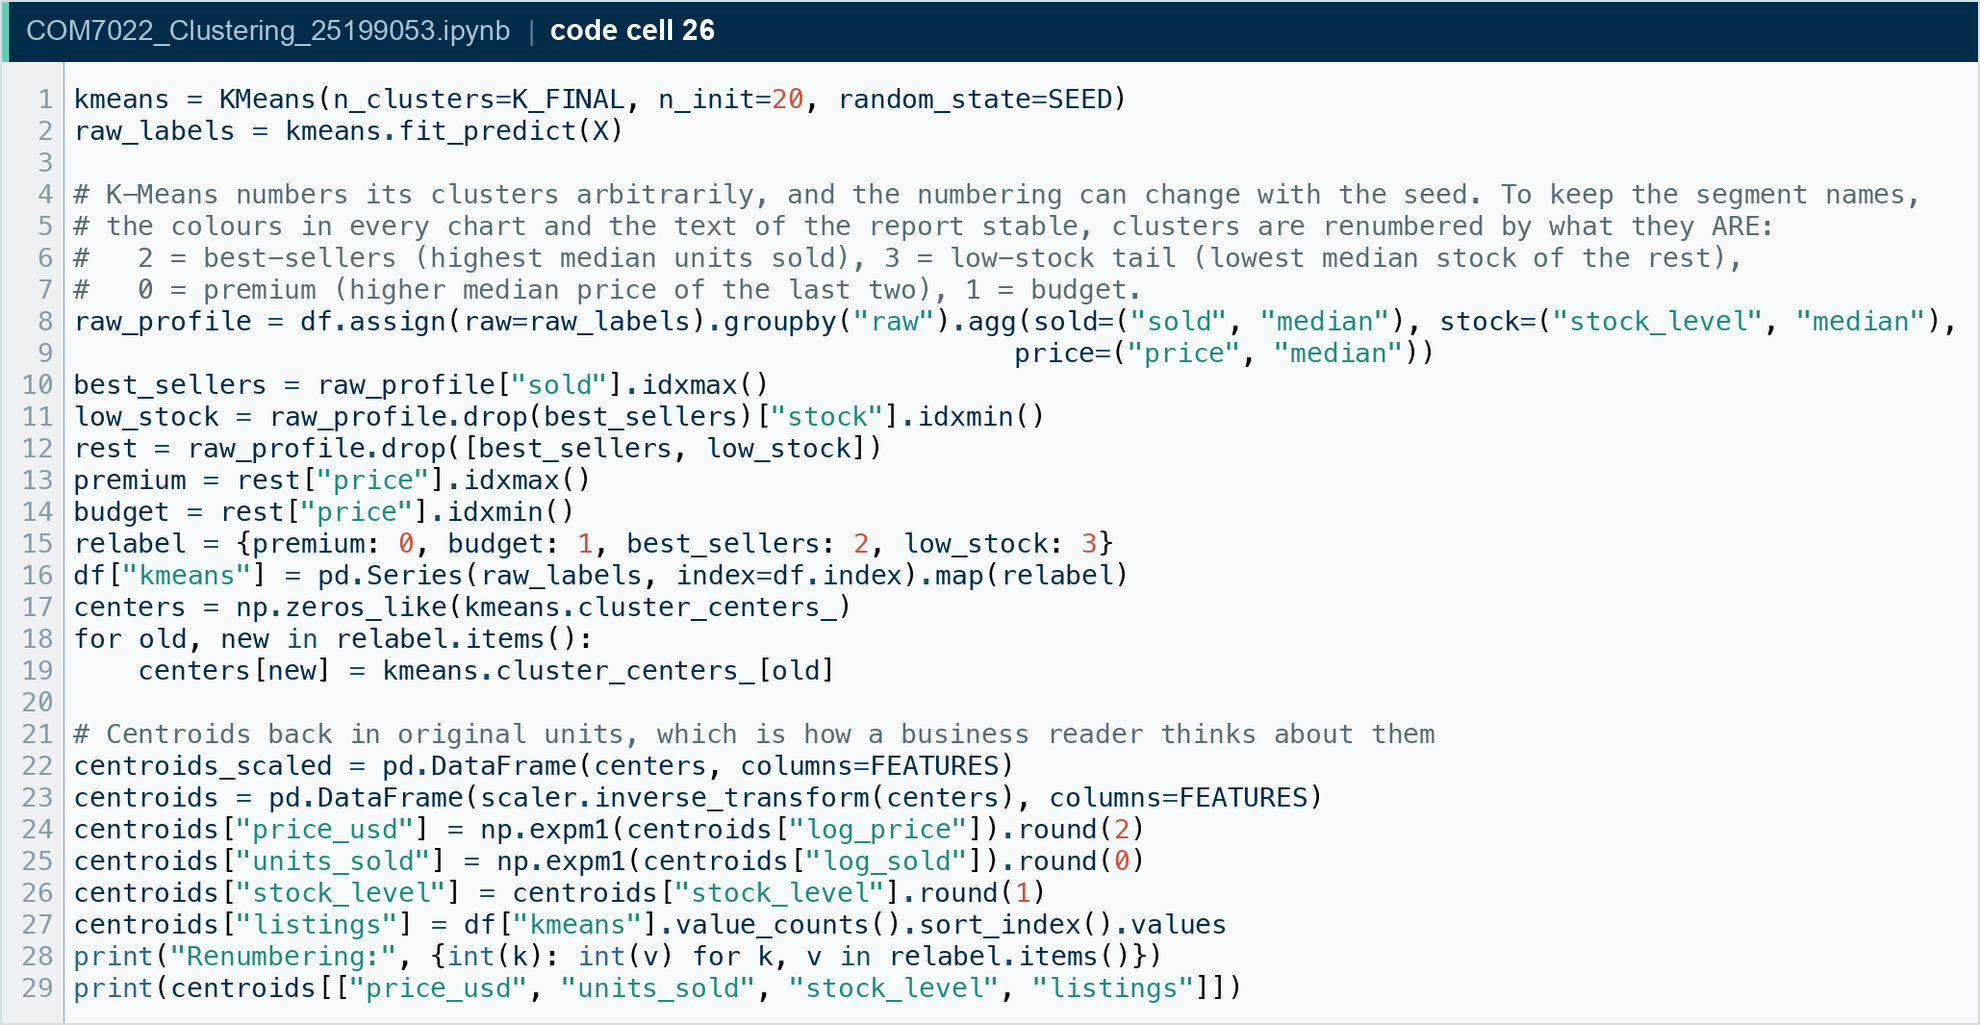 COM7022_Clustering_25199053.ipynb | code cell 26
1 kmeans = KMeans(n_clusters=K_FINAL, n_init=20, random_state=SEED)
2 raw_labels = kmeans.fit_predict(X)
3
4 # K−Means numbers its clusters arbitrarily, and the numbering can change with the seed. To keep the segment names,
5 # the colours in every chart and the text of the report stable, clusters are renumbered by what they ARE:
6 #   2 = best−sellers (highest median units sold), 3 = low−stock tail (lowest median stock of the rest),
7 #   0 = premium (higher median price of the last two), 1 = budget.
8 raw_profile = df.assign(raw=raw_labels).groupby("raw").agg(sold=("sold", "median"), stock=("stock_level", "median"),
9                                                           price=("price", "median"))
10 best_sellers = raw_profile["sold"].idxmax()
11 low_stock = raw_profile.drop(best_sellers)["stock"].idxmin()
12 rest = raw_profile.drop([best_sellers, low_stock])
13 premium = rest["price"].idxmax()
14 budget = rest["price"].idxmin()
15 relabel = {premium: 0, budget: 1, best_sellers: 2, low_stock: 3}
16 df["kmeans"] = pd.Series(raw_labels, index=df.index).map(relabel)
17 centers = np.zeros_like(kmeans.cluster_centers_)
18 for old, new in relabel.items():
19     centers[new] = kmeans.cluster_centers_[old]
20
21 # Centroids back in original units, which is how a business reader thinks about them
22 centroids_scaled = pd.DataFrame(centers, columns=FEATURES)
23 centroids = pd.DataFrame(scaler.inverse_transform(centers), columns=FEATURES)
24 centroids["price_usd"] = np.expm1(centroids["log_price"]).round(2)
25 centroids["units_sold"] = np.expm1(centroids["log_sold"]).round(0)
26 centroids["stock_level"] = centroids["stock_level"].round(1)
27 centroids["listings"] = df["kmeans"].value_counts().sort_index().values
28 print("Renumbering:", {int(k): int(v) for k, v in relabel.items()})
29 print(centroids[["price_usd", "units_sold", "stock_level", "listings"]])